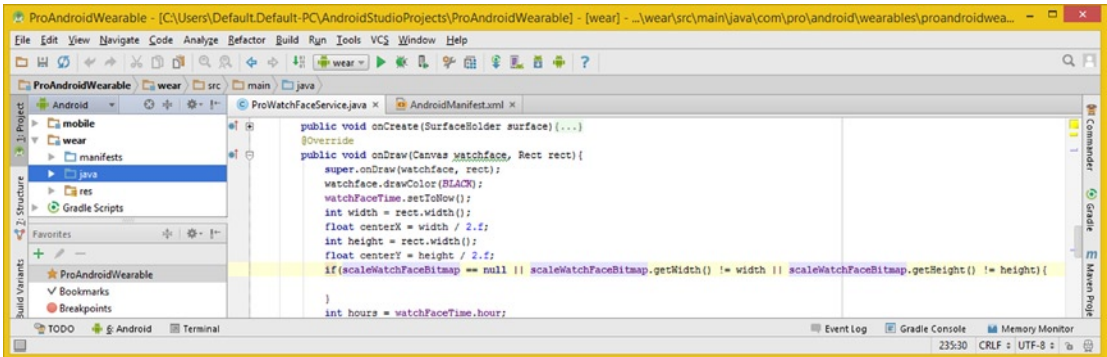 ProAndroidWearable - [C:\Users\Default.Default-PC\AndroidStudioProjects\ProAndroidWearable] - [wear] - ...\wear\src\main\java\com\pro\android\wearables\proandroidwea...
File Edit View Navigate Code Analyze Refactor Build Run Tools VCS Window Help
wear
ProAndroidWearable wear src main java
1: Project
Android
ProWatchFaceService.java × AndroidManifest.xml ×
mobile
wear
manifests
java
res
Gradle Scripts
Favorites
ProAndroidWearable
Bookmarks
Breakpoints
Z: Structure
Build Variants
public void onCreate(SurfaceHolder surface){...}
@Override
public void onDraw(Canvas watchface, Rect rect){
super.onDraw(watchface, rect);
watchface.drawColor(BLACK);
watchFaceTime.setToNow();
int width = rect.width();
float centerX = width / 2.f;
int height = rect.width();
float centerY = height / 2.f;
if(scaleWatchFaceBitmap == null || scaleWatchFaceBitmap.getWidth() != width || scaleWatchFaceBitmap.getHeight() != height){
}
int hours = watchFaceTime.hour;
Commander
Gradle
m Maven Proje
TODO 6: Android Terminal Event Log Gradle Console Memory Monitor
235:30 CRLF UTF-8